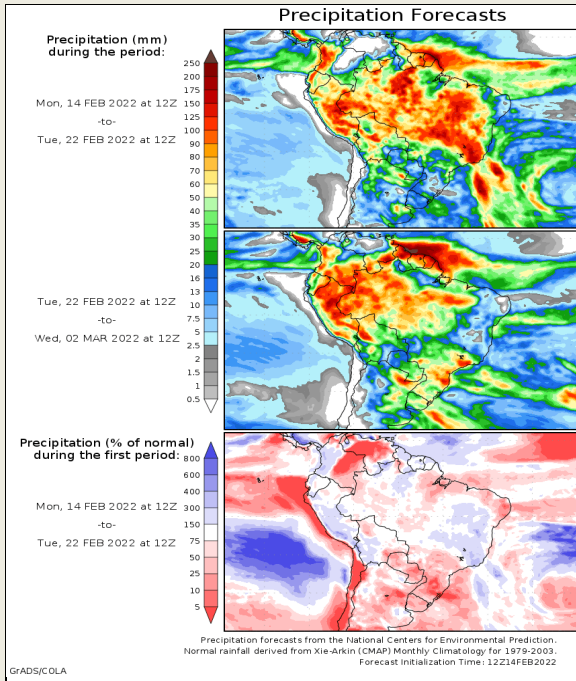 Precipitation Forecasts
Precipitation (mm)
during the period:
Mon, 14 FEB 2022 at 12Z
-to-
Tue, 22 FEB 2022 at 12Z
250
200
175
150
125
100
90
80
70
60
50
40
35
30
25
20
16
13
10
7.5
5
2.5
2
1.5
1
0.5
Tue, 22 FEB 2022 at 12Z
-to-
Wed, 02 MAR 2022 at 12Z
Precipitation (% of normal)
during the first period:
Mon, 14 FEB 2022 at 12Z
-to-
Tue, 22 FEB 2022 at 12Z
800
600
400
300
150
75
50
25
10
5
Precipitation forecasts from the National Centers for Environmental Prediction.
Normal rainfall derived from Xie-Arkin (CMAP) Monthly Climatology for 1979-2003.
Forecast Initialization Time: 12Z14FEB2022
GrADS/COLA